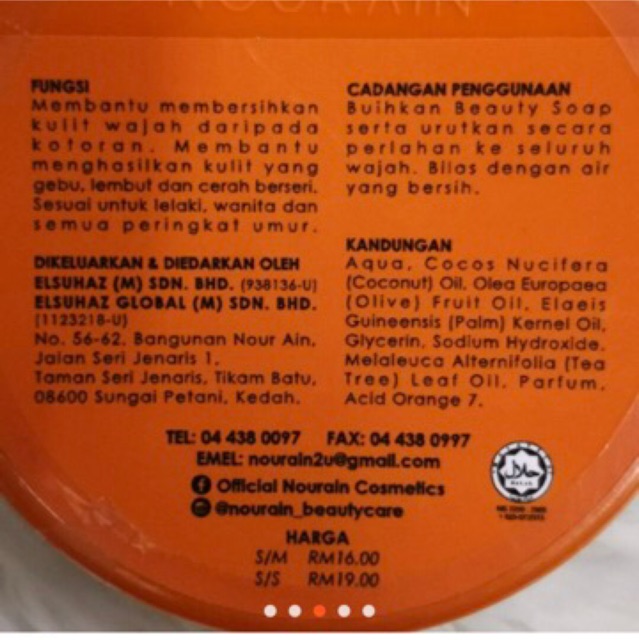 NOURAIN
FUNGSI
Membantu membersihkan
kulit wajah daripada
kotoran. Membantu
menghasilkan kulit yang
gebu, lembut dan cerah berseri.
Sesuai untuk lelaki, wanita dan
semua peringkat umur.
DIKELUARKAN & DIEDARKAN OLEH
ELSUHAZ (M) SDN. BHD. (938136-U)
ELSUHAZ GLOBAL (M) SDN. BHD.
(1123218-U)
No. 56-62, Bangunan Nour Ain,
Jalan Seri Jenaris 1,
Taman Seri Jenaris, Tikam Batu,
08600 Sungai Petani, Kedah.
CADANGAN PENGGUNAAN
Buihkan Beauty Soap
serta urutkan secara
perlahan ke seluruh
wajah. Bilas dengan air
yang bersih.
KANDUNGAN
Aqua, Cocos Nucifera
(Coconut) Oil, Olea Europaea
(Olive) Fruit Oil, Elaeis
Guineensis (Palm) Kernel Oil,
Glycerin, Sodium Hydroxide,
Melaleuca Alternifolia (Tea
Tree) Leaf Oil, Parfum,
Acid Orange 7.
TEL: 04 438 0097 FAX: 04 438 0997
EMEL: nourain2u@gmail.com
Official Nourain Cosmetics
@nourain_beautycare
HARGA
S/M RM16.00
S/S RM19.00
حلال